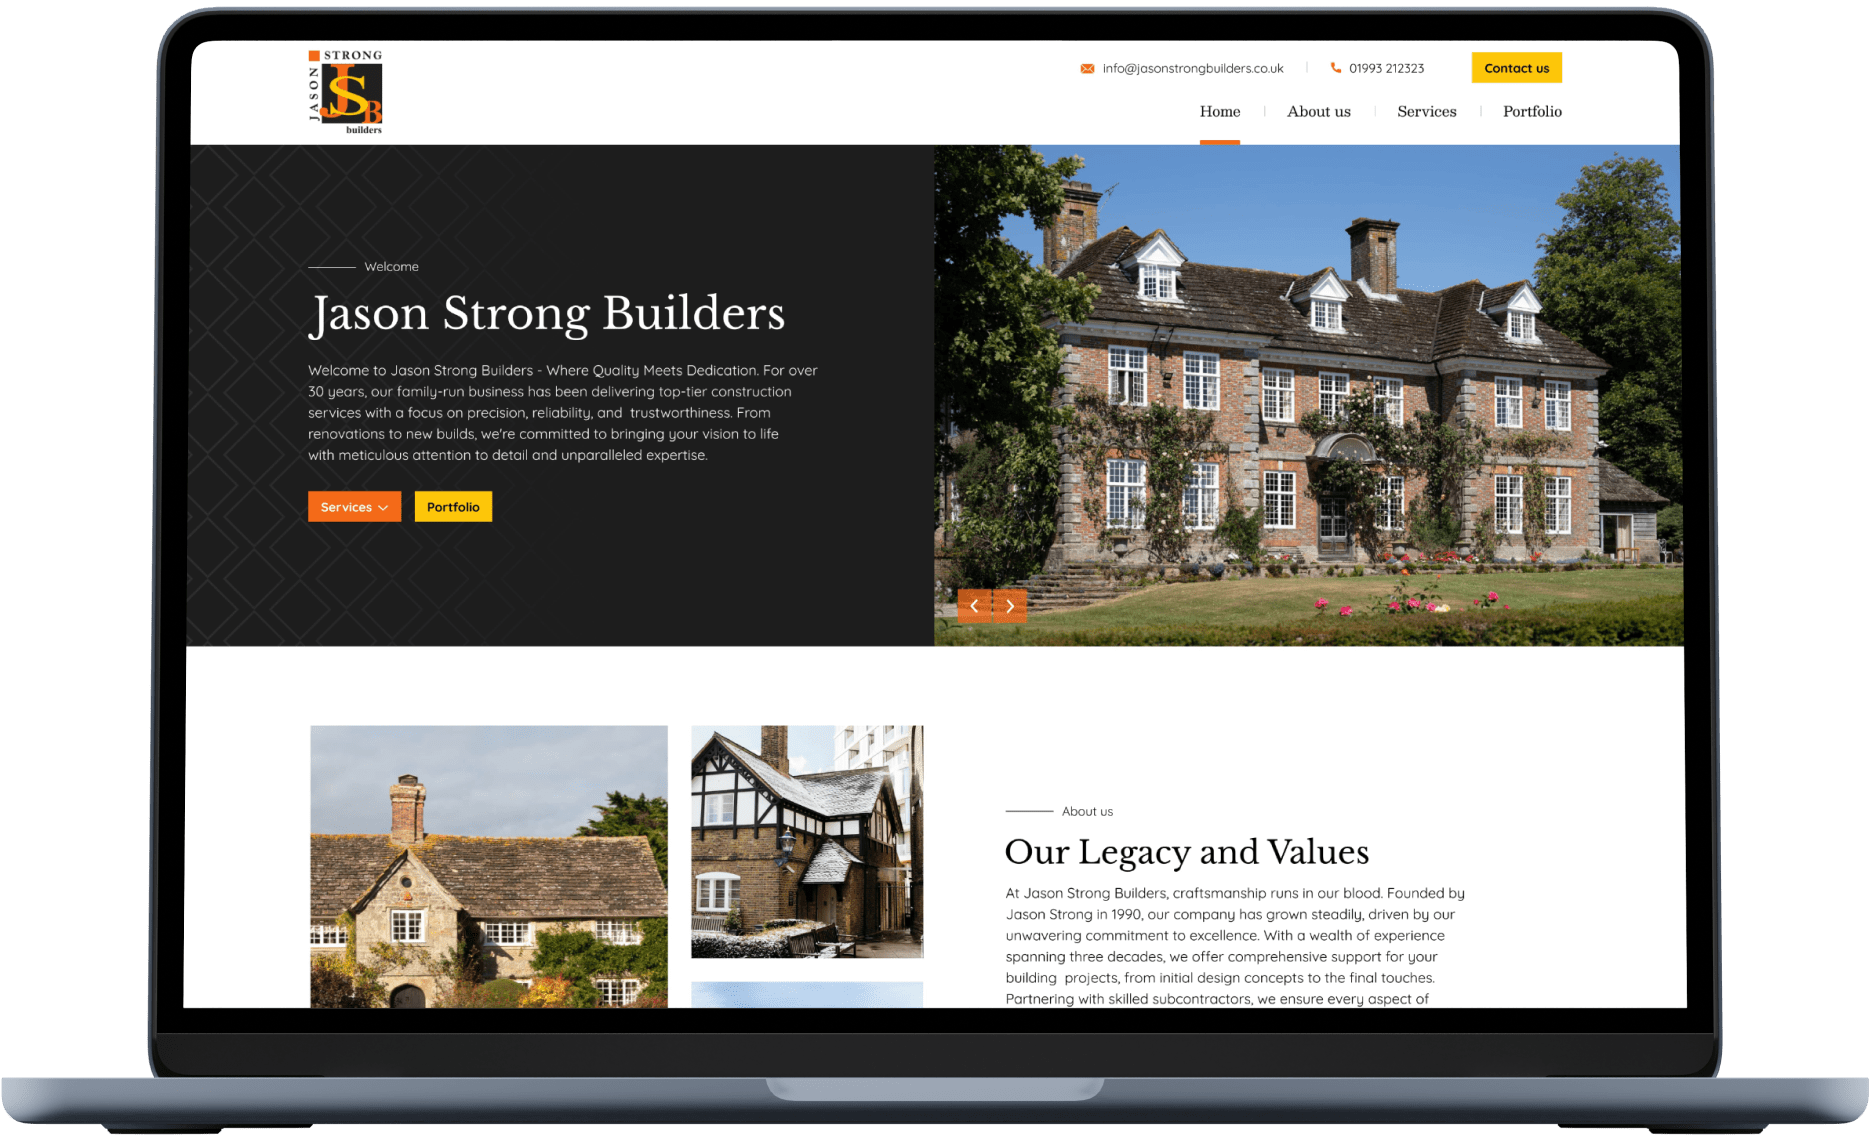 STRONG
JASON
JSB
builders
info@jasonstrongbuilders.co.uk
01993 212323
Contact us
Home
About us
Services
Portfolio
Welcome
Jason Strong Builders
Welcome to Jason Strong Builders - Where Quality Meets Dedication. For over
30 years, our family-run business has been delivering top-tier construction
services with a focus on precision, reliability, and trustworthiness. From
renovations to new builds, we're committed to bringing your vision to life
with meticulous attention to detail and unparalleled expertise.
Services
Portfolio
About us
Our Legacy and Values
At Jason Strong Builders, craftsmanship runs in our blood. Founded by
Jason Strong in 1990, our company has grown steadily, driven by our
unwavering commitment to excellence. With a wealth of experience
spanning three decades, we offer comprehensive support for your
building projects, from initial design concepts to the final touches.
Partnering with skilled subcontractors, we ensure every aspect of